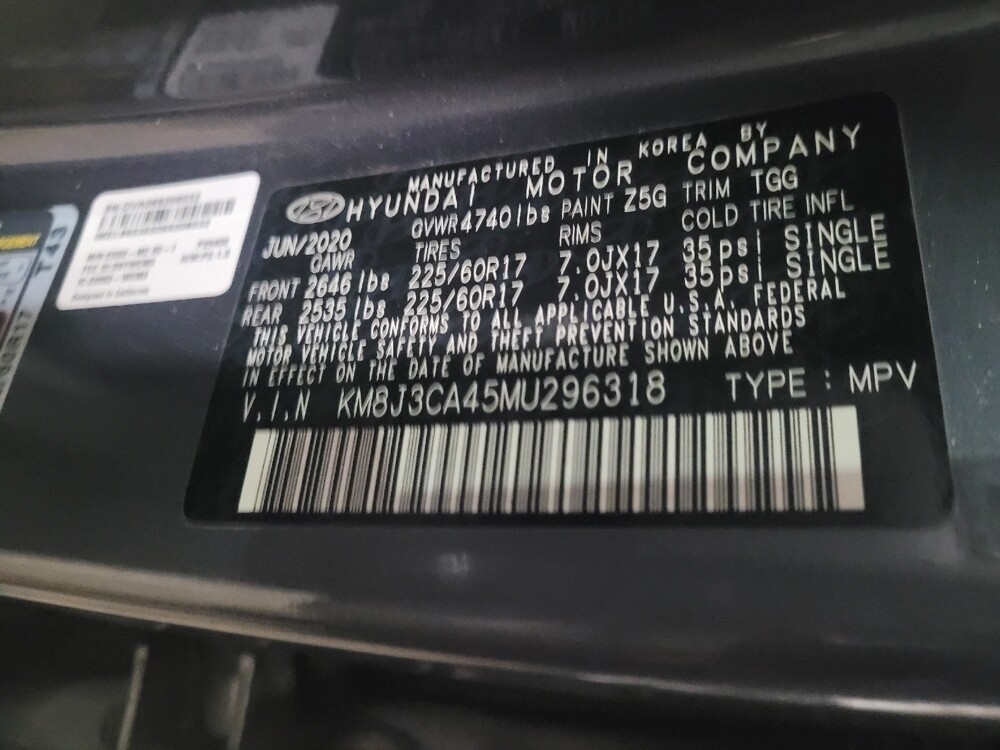 MANUFACTURED IN KOREA BY
HYUNDAI MOTOR COMPANY
JUN/2020 GVWR4740lbs PAINT Z5G TRIM TGG
GAWR TIRES RIMS COLD TIRE INFL
FRONT 2646 lbs 225/60R17 7.0JX17 35psi SINGLE
REAR 2535 lbs 225/60R17 7.0JX17 35psi SINGLE
THIS VEHICLE CONFORMS TO ALL APPLICABLE U.S.A. FEDERAL
MOTOR VEHICLE SAFETY AND THEFT PREVENTION STANDARDS
IN EFFECT ON THE DATE OF MANUFACTURE SHOWN ABOVE
V.I.N KM8J3CA45MU296318 TYPE : MPV
T43